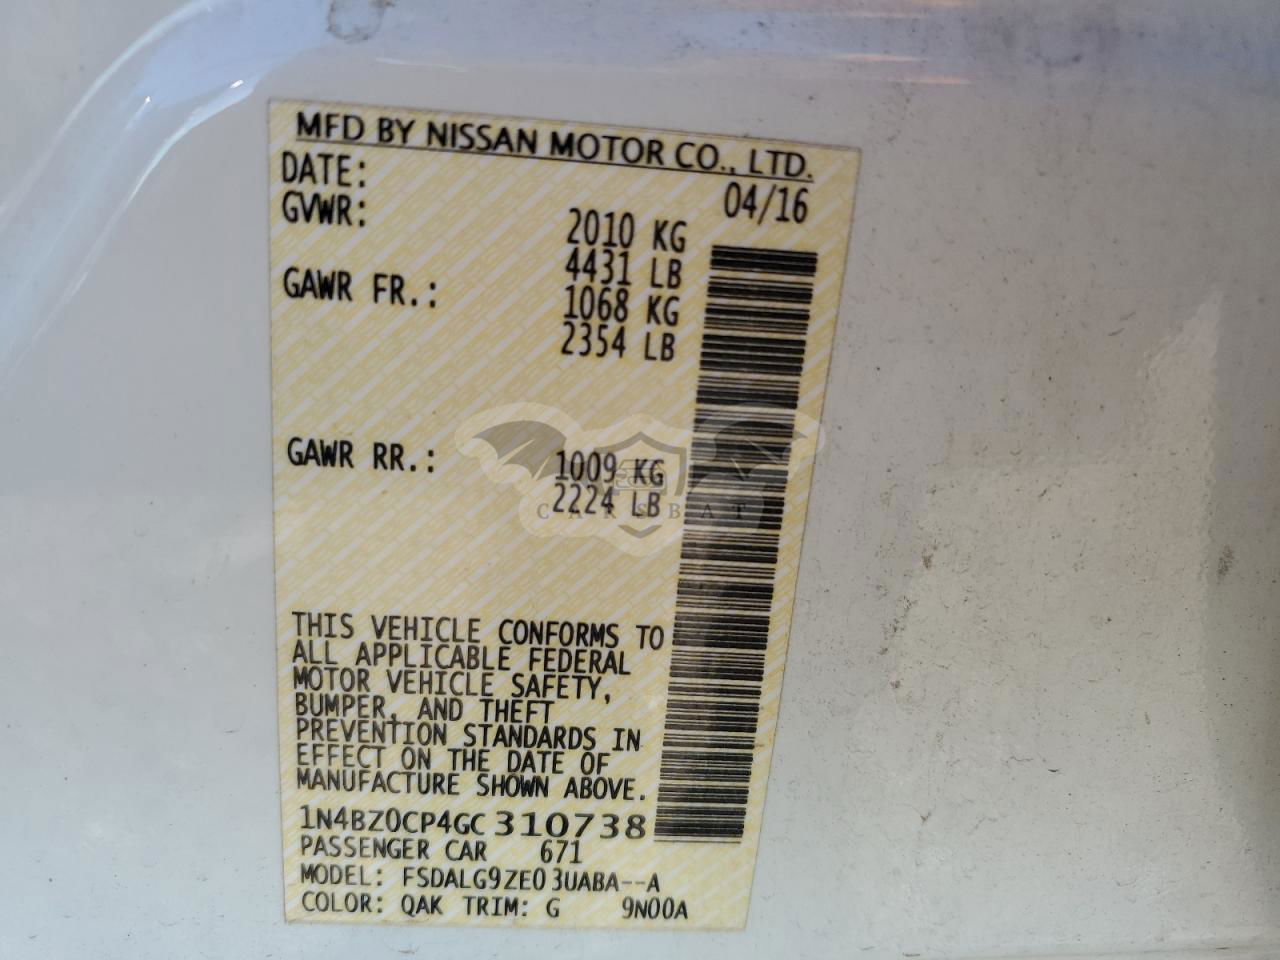 MFD BY NISSAN MOTOR CO., LTD.
DATE: 04/16
GVWR: 2010 KG
4431 LB
GAWR FR.: 1068 KG
2354 LB
GAWR RR.: 1009 KG
2224 LB
CARSBAT
THIS VEHICLE CONFORMS TO
ALL APPLICABLE FEDERAL
MOTOR VEHICLE SAFETY,
BUMPER, AND THEFT
PREVENTION STANDARDS IN
EFFECT ON THE DATE OF
MANUFACTURE SHOWN ABOVE.
1N4BZ0CP4GC310738
PASSENGER CAR 671
MODEL: FSDALG9ZE03UABA--A
COLOR: QAK TRIM: G 9N00A